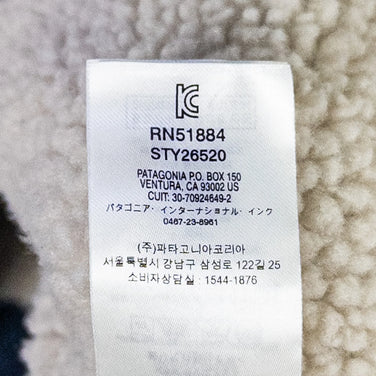 RN51884
STY26520
PATAGONIA P.O. BOX 150
VENTURA, CA 93002 US
CUIT: 30-70924649-2
パタゴニア・インターナショナル・インク
0467-23-8961
(주)파타고니아코리아
서울특별시 강남구 삼성로 122길 25
소비자상담실 : 1544-1876